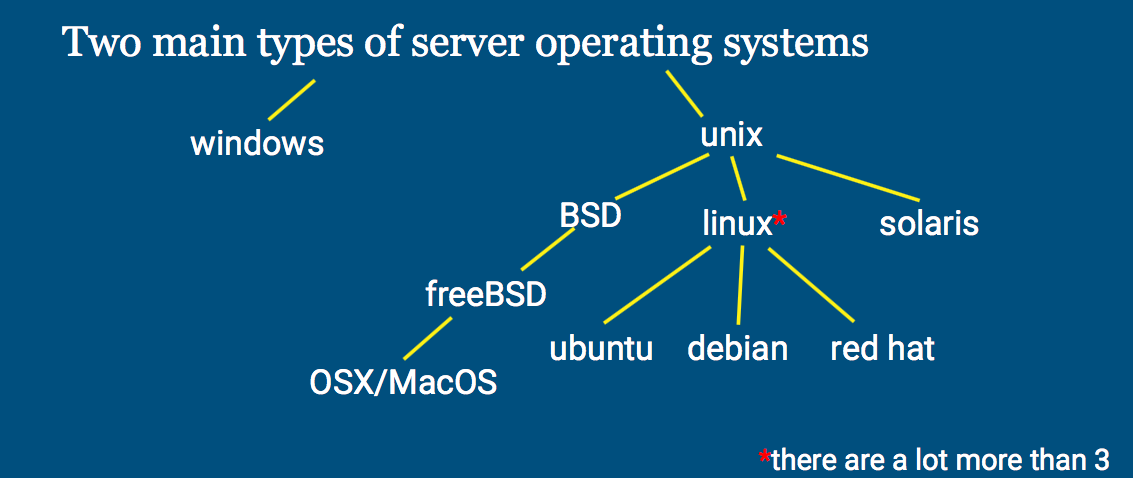 Two main types of server operating systems
windows
unix
BSD
linux*
solaris
freeBSD
ubuntu
debian
red hat
OSX/MacOS
*there are a lot more than 3